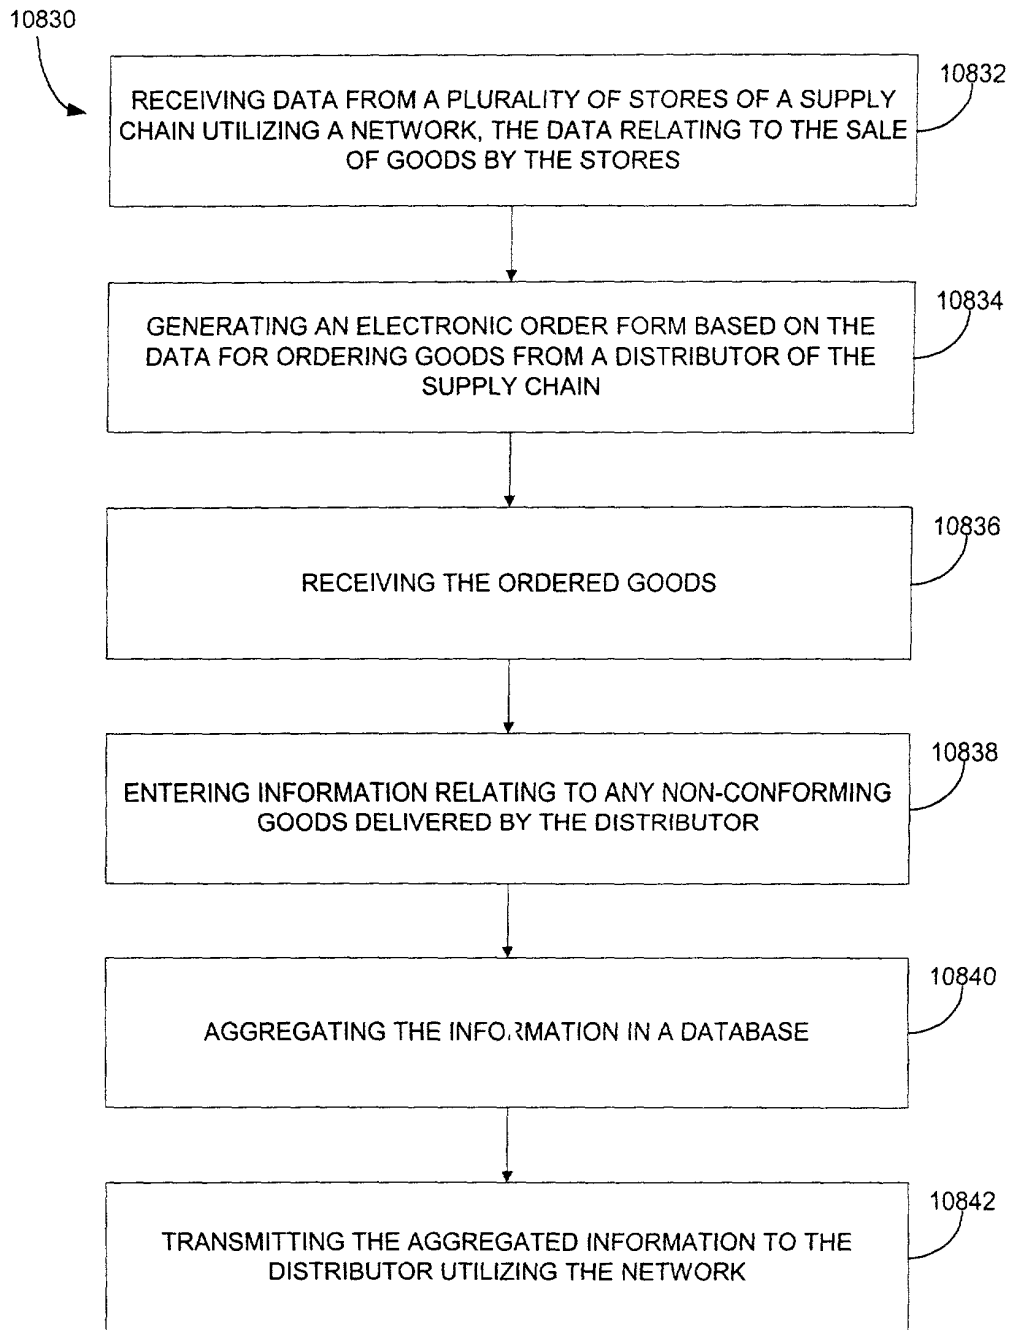 10830
10832
RECEIVING DATA FROM A PLURALITY OF STORES OF A SUPPLY
CHAIN UTILIZING A NETWORK, THE DATA RELATING TO THE SALE
OF GOODS BY THE STORES
10834
GENERATING AN ELECTRONIC ORDER FORM BASED ON THE
DATA FOR ORDERING GOODS FROM A DISTRIBUTOR OF THE
SUPPLY CHAIN
10836
RECEIVING THE ORDERED GOODS
10838
ENTERING INFORMATION RELATING TO ANY NON-CONFORMING
GOODS DELIVERED BY THE DISTRIBUTOR
10840
AGGREGATING THE INFORMATION IN A DATABASE
10842
TRANSMITTING THE AGGREGATED INFORMATION TO THE
DISTRIBUTOR UTILIZING THE NETWORK